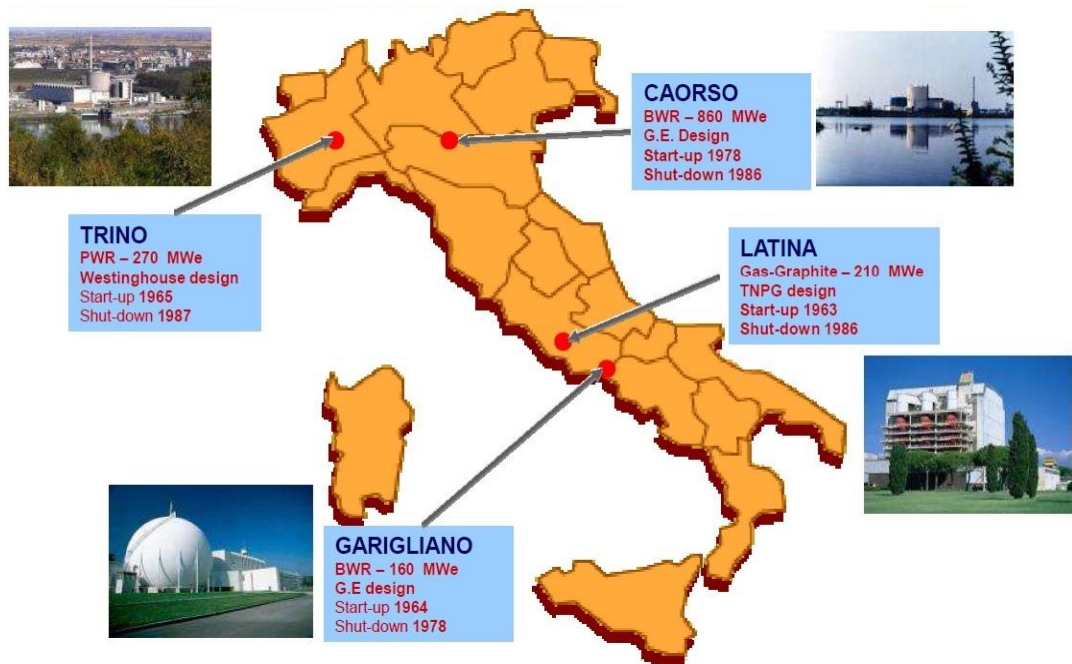 CAORSO
BWR – 860 MWe
G.E. Design
Start-up 1978
Shut-down 1986
TRINO
PWR – 270 MWe
Westinghouse design
Start-up 1965
Shut-down 1987
LATINA
Gas-Graphite – 210 MWe
TNPG design
Start-up 1963
Shut-down 1986
GARIGLIANO
BWR – 160 MWe
G.E design
Start-up 1964
Shut-down 1978